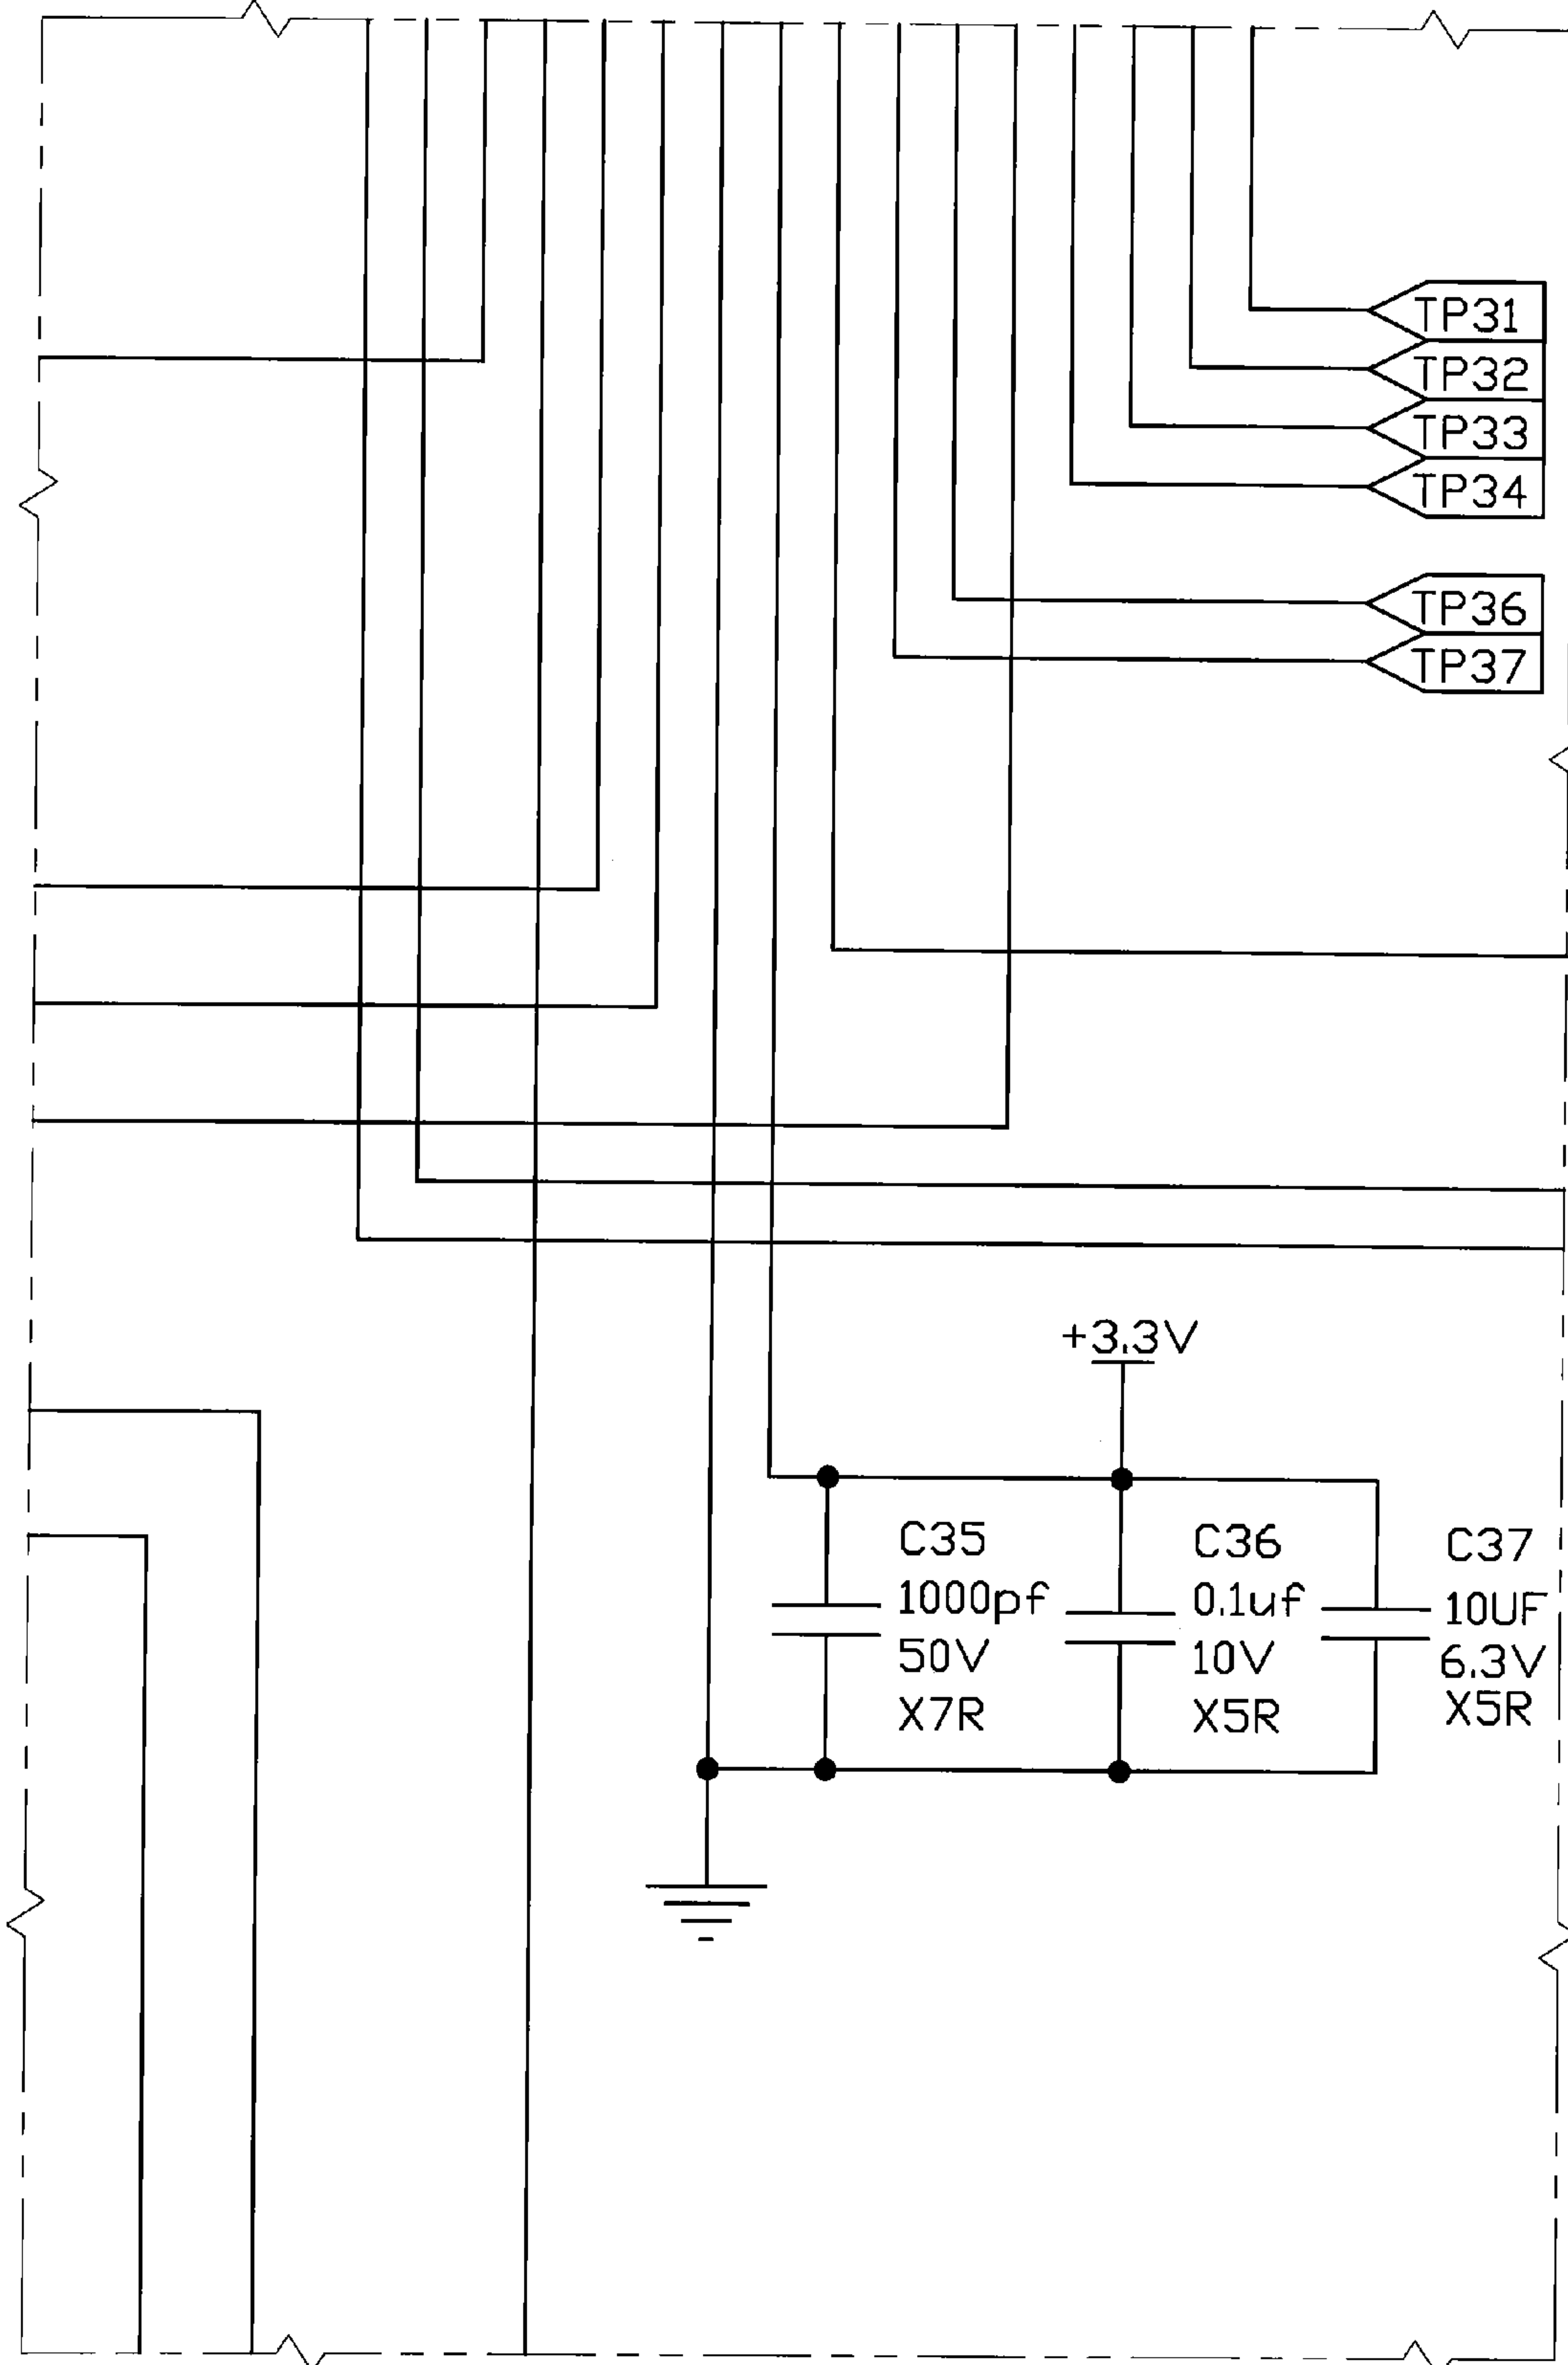 TP31
TP32
TP33
TP34
TP36
TP37
+3.3V
C35
1000pf
50V
X7R
C36
0.1uf
10V
X5R
C37
10UF
6.3V
X5R